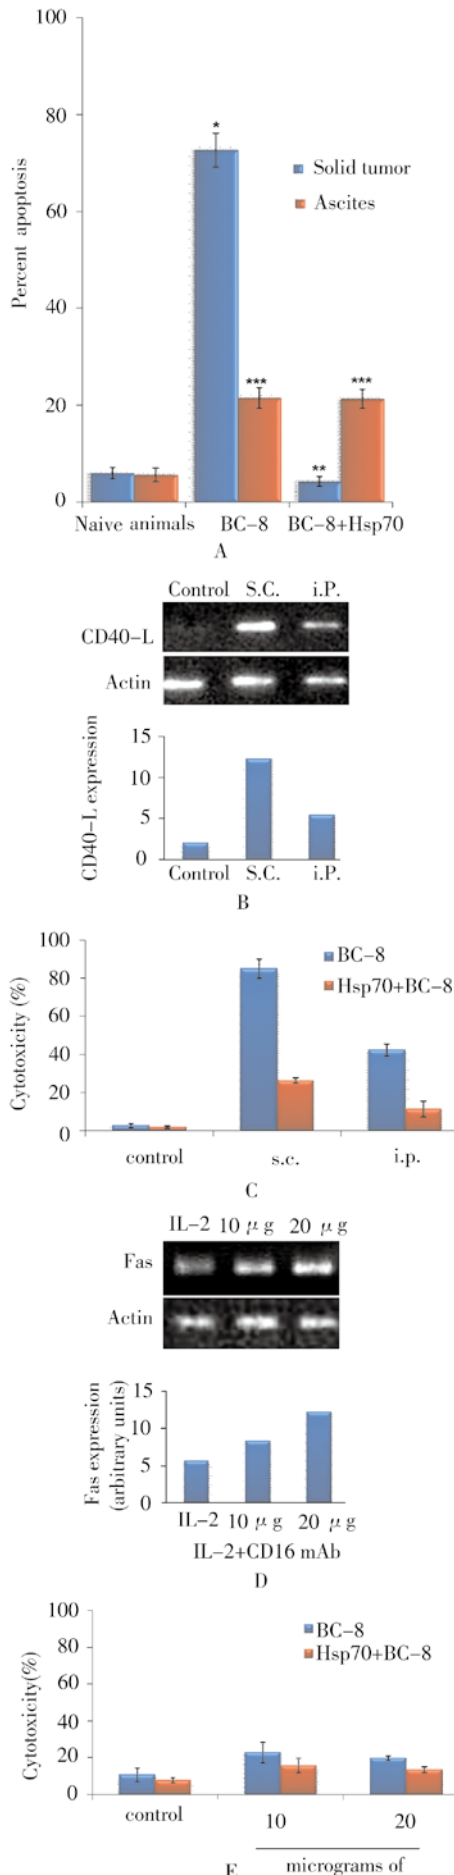 100
80
60
40
20
0
Percent apoptosis
Solid tumor
Ascites
*
***
**
***
Naive animals BC-8 BC-8+Hsp70
A
Control S.C. i.P.
CD40-L
Actin
15
10
5
0
CD40-L expression
Control S.C. i.P.
B
100
80
60
40
20
0
Cytotoxicity (%)
BC-8
Hsp70+BC-8
control s.c. i.p.
C
IL-2 10 μg 20 μg
Fas
Actin
15
10
5
0
Fas expression
(arbitrary units)
IL-2 10 μg 20 μg
IL-2+CD16 mAb
D
100
80
60
40
20
0
Cytotoxicity(%)
BC-8
Hsp70+BC-8
control 10 20
micrograms of